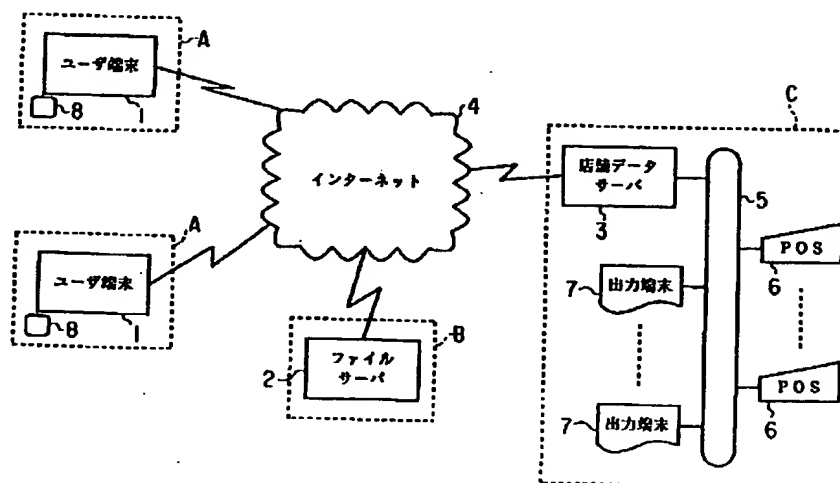 A
ユーザ端末
8
1
4
インターネット
C
店舗データ
サーバ
3
5
POS
6
A
ユーザ端末
8
1
7
出力端末
B
2
ファイル
サーバ
POS
6
7
出力端末